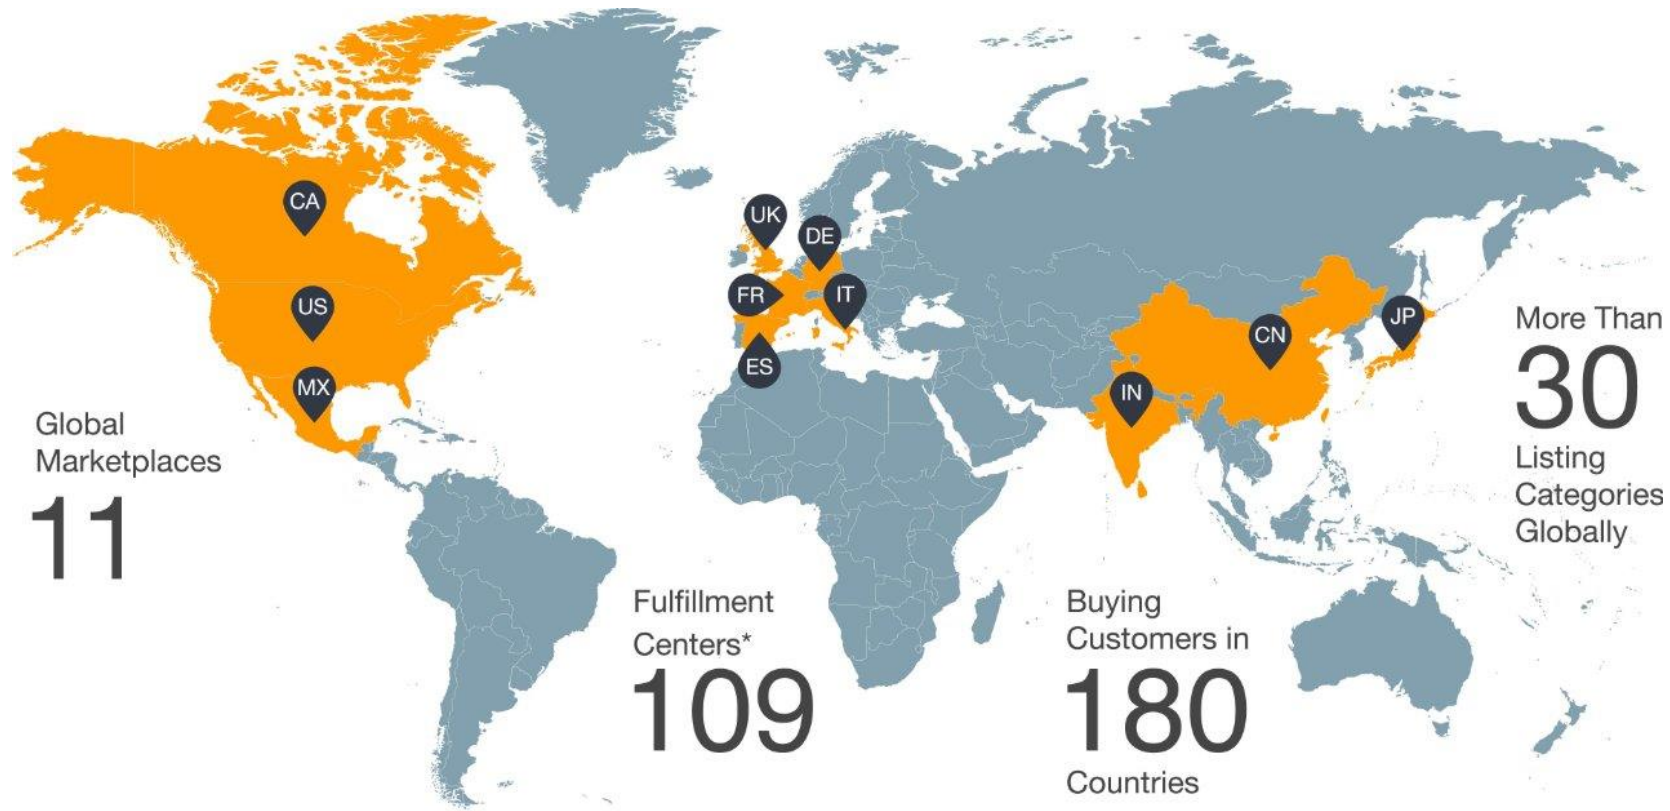 CA
US
MX
UK
DE
FR
IT
ES
CN
JP
IN
Global
Marketplaces
11
Fulfillment
Centers*
109
Buying
Customers in
180
Countries
More Than
30
Listing
Categories
Globally